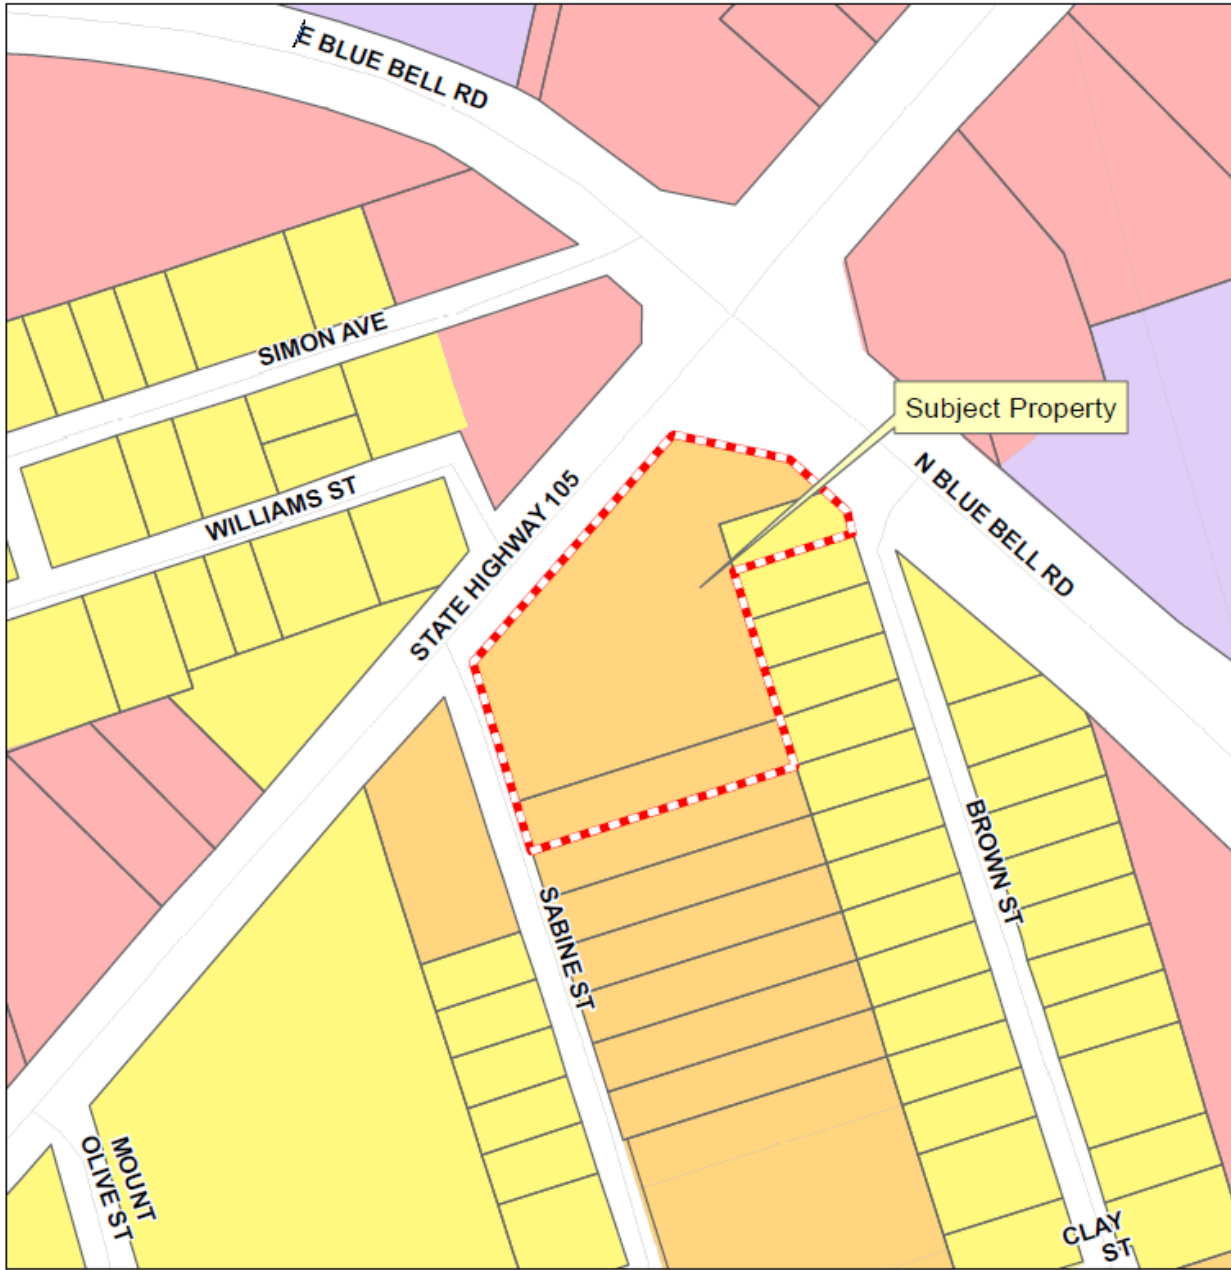 E BLUE BELL RD
SIMON AVE
Subject Property
WILLIAMS ST
STATE HIGHWAY 105
N BLUE BELL RD
BROWN ST
SABINE ST
MOUNT
OLIVE ST
CLAY
ST